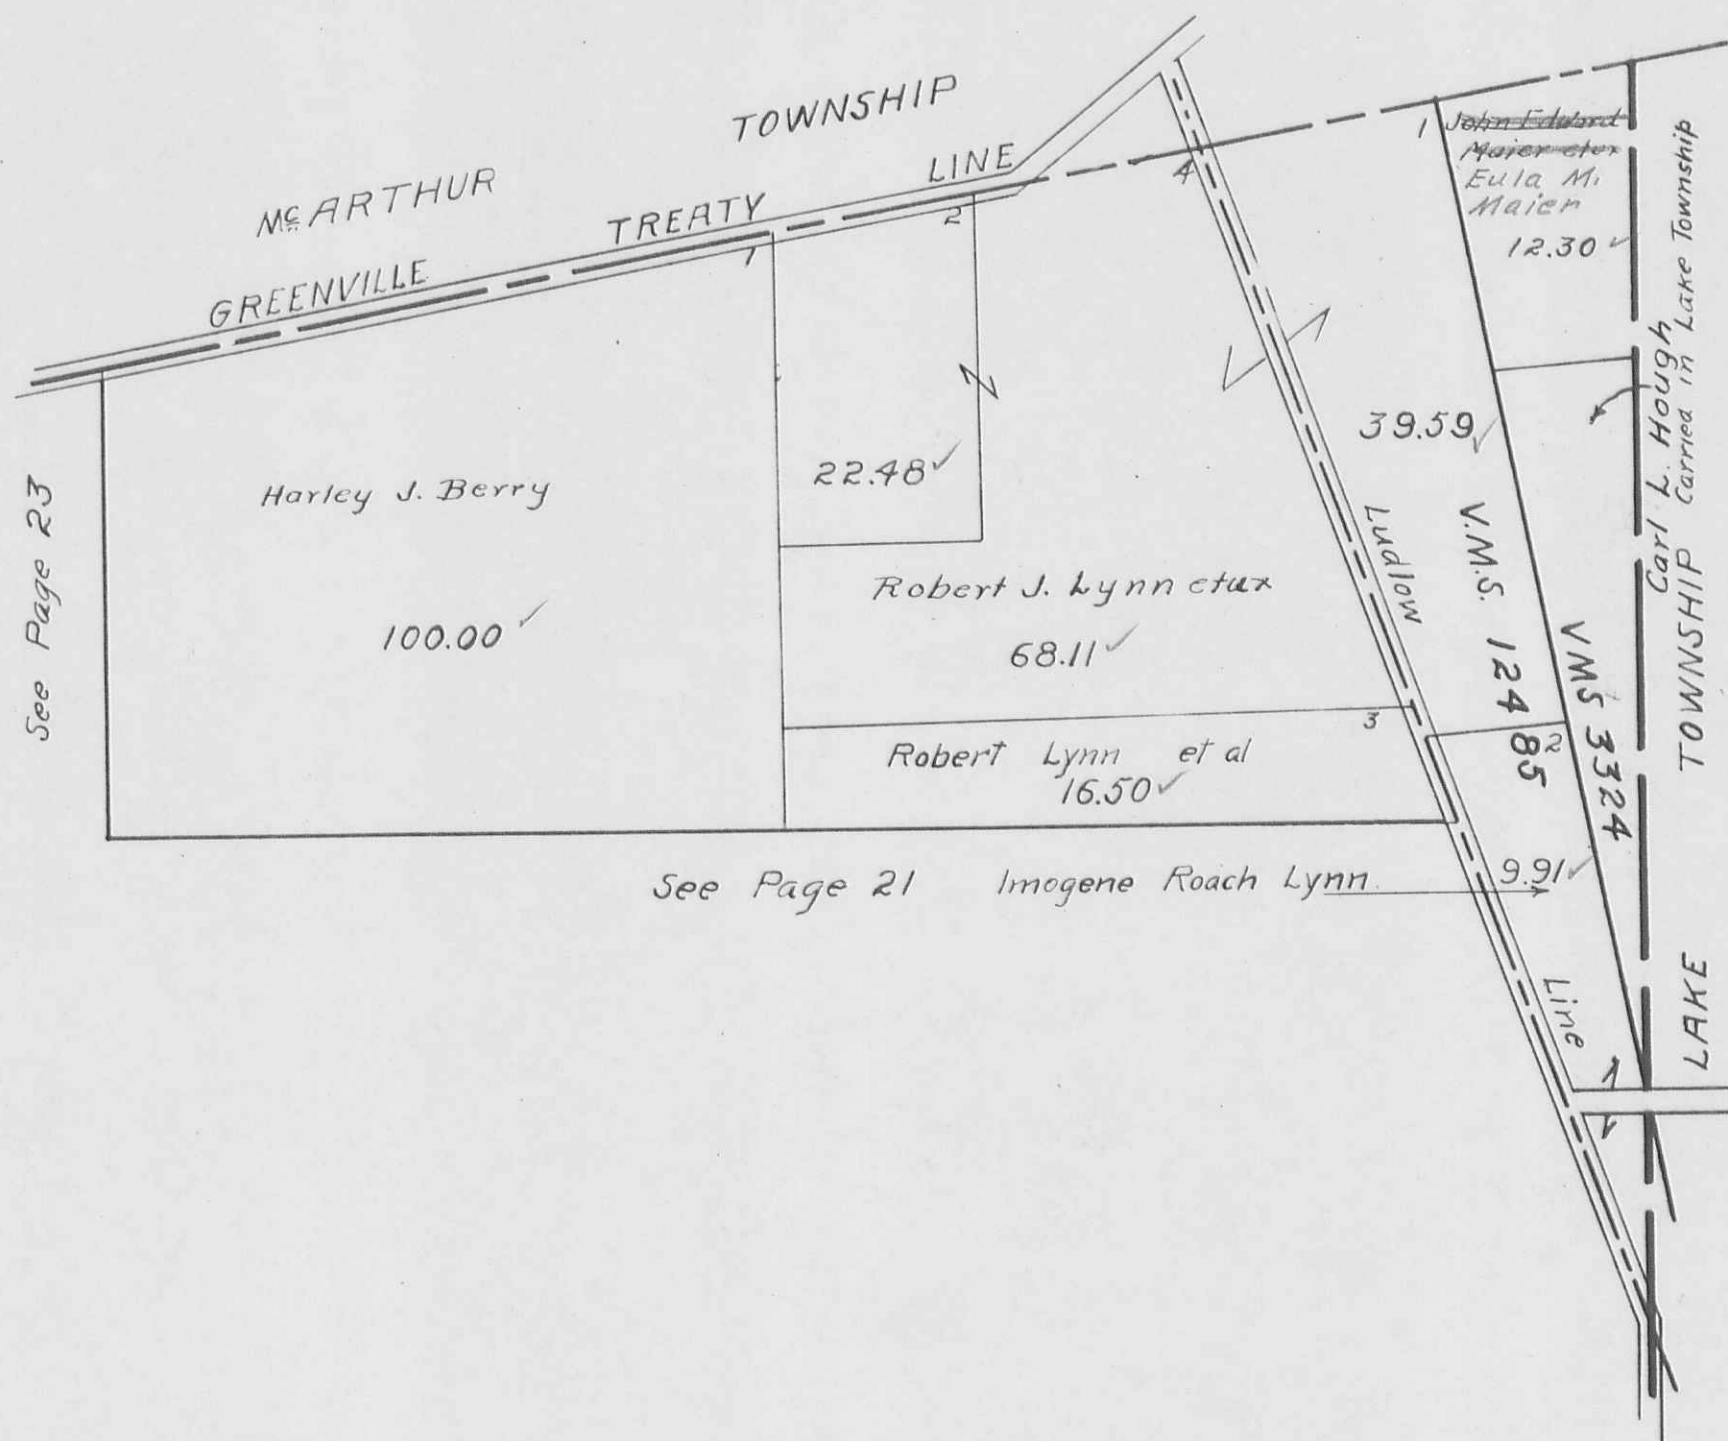 TOWNSHIP
McARTHUR
LINE
TREATY
GREENVILLE
1
2
4
1
John Edward
Maier etux
Eula M.
Maier
12.30
Harley J. Berry
100.00
22.48
39.59
Robert J. Lynn etux
68.11
3
2
Robert Lynn et al
16.50
See Page 21 Imogene Roach Lynn
9.91
See Page 23
Ludlow
Line
V.M.S. 12485
VMS 3324
Carl L. Hough
Carried in Lake Township
LAKE TOWNSHIP